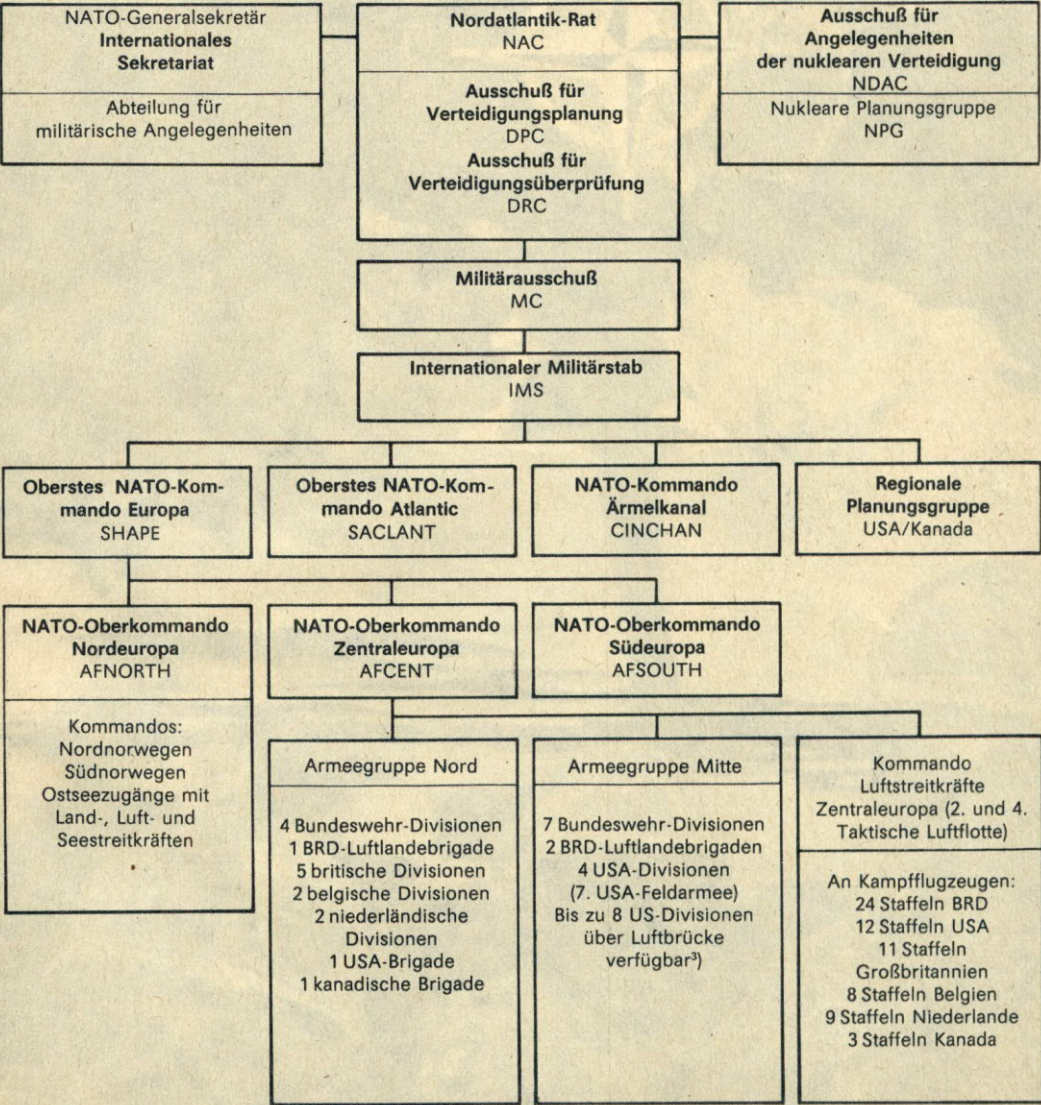 NATO-Generalsekretär
Internationales
Sekretariat
Abteilung für
militärische Angelegenheiten
Nordatlantik-Rat
NAC
Ausschuß für
Verteidigungsplanung
DPC
Ausschuß für
Verteidigungsüberprüfung
DRC
Ausschuß für
Angelegenheiten
der nuklearen Verteidigung
NDAC
Nukleare Planungsgruppe
NPG
Militärausschuß
MC
Internationaler Militärstab
IMS
Oberstes NATO-Kom-
mando Europa
SHAPE
Oberstes NATO-Kom-
mando Atlantic
SACLANT
NATO-Kommando
Ärmelkanal
CINCHAN
Regionale
Planungsgruppe
USA/Kanada
NATO-Oberkommando
Nordeuropa
AFNORTH
Kommandos:
Nordnorwegen
Südnorwegen
Ostseezugänge mit
Land-, Luft- und
Seestreitkräften
NATO-Oberkommando
Zentraleuropa
AFCENT
NATO-Oberkommando
Südeuropa
AFSOUTH
Armeegruppe Nord
4 Bundeswehr-Divisionen
1 BRD-Luftlandebrigade
5 britische Divisionen
2 belgische Divisionen
2 niederländische
Divisionen
1 USA-Brigade
1 kanadische Brigade
Armeegruppe Mitte
7 Bundeswehr-Divisionen
2 BRD-Luftlandebrigaden
4 USA-Divisionen
(7. USA-Feldarmee)
Bis zu 8 US-Divisionen
über Luftbrücke
verfügbar³)
Kommando
Luftstreitkräfte
Zentraleuropa (2. und 4.
Taktische Luftflotte)
An Kampfflugzeugen:
24 Staffeln BRD
12 Staffeln USA
11 Staffeln
Großbritannien
8 Staffeln Belgien
9 Staffeln Niederlande
3 Staffeln Kanada